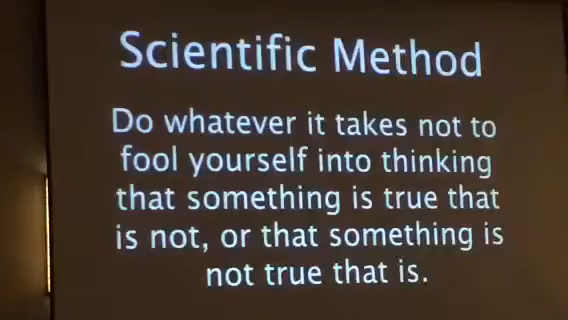 Scientific Method
Do whatever it takes not to
fool yourself into thinking
that something is true that
is not, or that something is
not true that is.